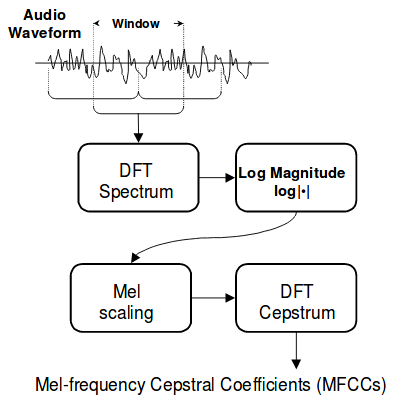 Audio
Waveform
Window
DFT
Spectrum
Log Magnitude
log|•|
Mel
scaling
DFT
Cepstrum
Mel-frequency Cepstral Coefficients (MFCCs)